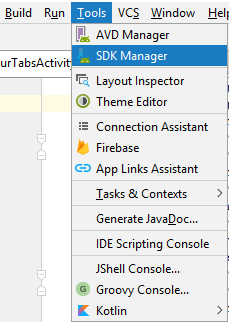 Build Run Tools VCS Window Help
urTabsActivit
AVD Manager
SDK Manager
Layout Inspector
Theme Editor
Connection Assistant
Firebase
App Links Assistant
Tasks & Contexts
Generate JavaDoc...
IDE Scripting Console
JShell Console...
Groovy Console...
Kotlin